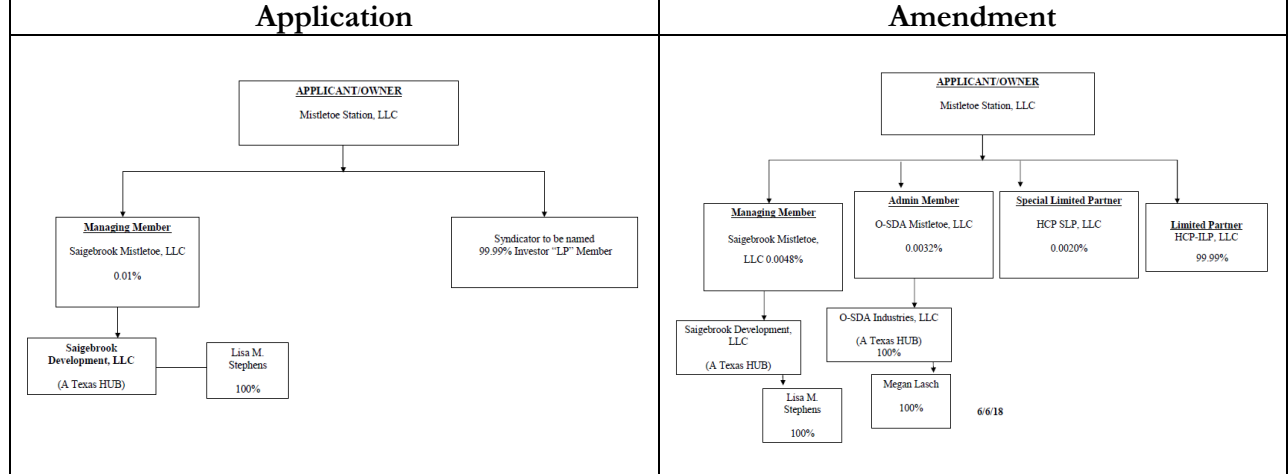 Application
APPLICANT/OWNER
Mistletoe Station, LLC
Managing Member
Saigebrook Mistletoe, LLC
0.01%
Syndicator to be named
99.99% Investor “LP” Member
Saigebrook
Development, LLC
(A Texas HUB)
Lisa M.
Stephens
100%
Amendment
APPLICANT/OWNER
Mistletoe Station, LLC
Managing Member
Saigebrook Mistletoe,
LLC 0.0048%
Admin Member
O-SDA Mistletoe, LLC
0.0032%
Special Limited Partner
HCP SLP, LLC
0.0020%
Limited Partner
HCP-ILP, LLC
99.99%
Saigebrook Development,
LLC
(A Texas HUB)
O-SDA Industries, LLC
(A Texas HUB)
100%
Lisa M.
Stephens
100%
Megan Lasch
100%
6/6/18